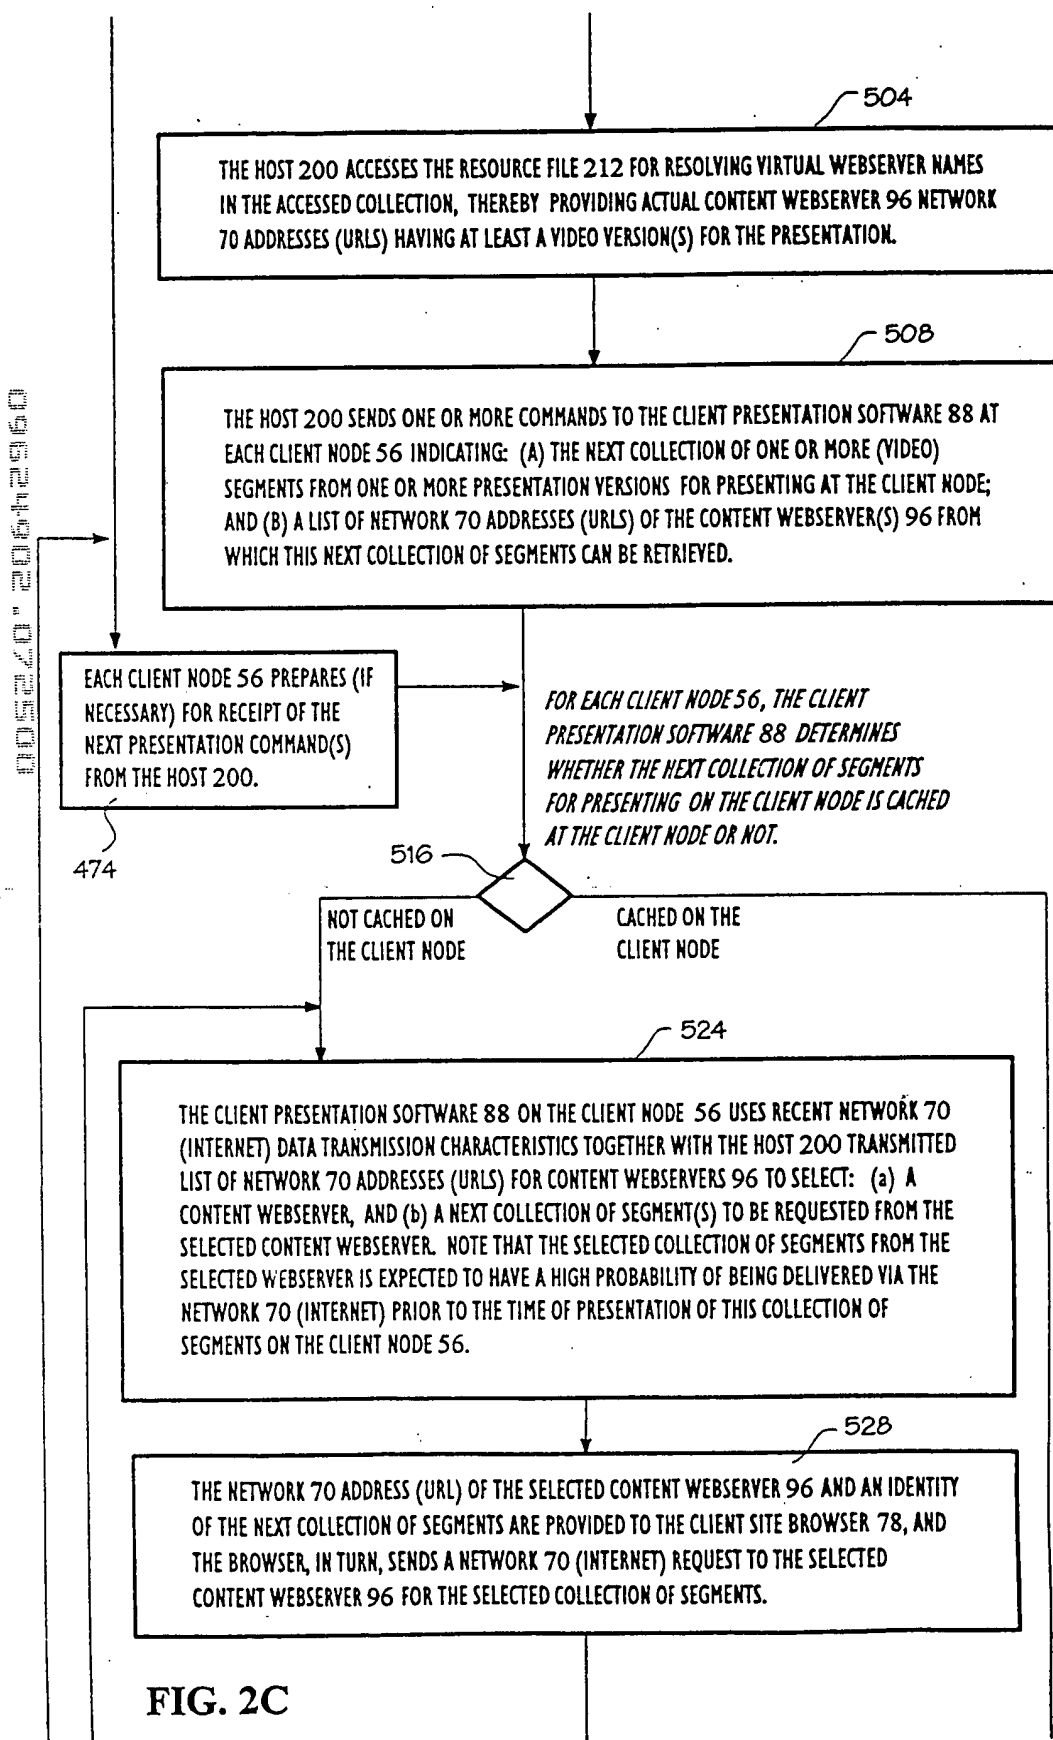 504
THE HOST 200 ACCESSES THE RESOURCE FILE 212 FOR RESOLVING VIRTUAL WEBSERVER NAMES
IN THE ACCESSED COLLECTION, THEREBY PROVIDING ACTUAL CONTENT WEBSERVER 96 NETWORK
70 ADDRESSES (URLS) HAVING AT LEAST A VIDEO VERSION(S) FOR THE PRESENTATION.
508
THE HOST 200 SENDS ONE OR MORE COMMANDS TO THE CLIENT PRESENTATION SOFTWARE 88 AT
EACH CLIENT NODE 56 INDICATING: (A) THE NEXT COLLECTION OF ONE OR MORE (VIDEO)
SEGMENTS FROM ONE OR MORE PRESENTATION VERSIONS FOR PRESENTING AT THE CLIENT NODE;
AND (B) A LIST OF NETWORK 70 ADDRESSES (URLS) OF THE CONTENT WEBSERVER(S) 96 FROM
WHICH THIS NEXT COLLECTION OF SEGMENTS CAN BE RETRIEVED.
09624602.072500
EACH CLIENT NODE 56 PREPARES (IF
NECESSARY) FOR RECEIPT OF THE
NEXT PRESENTATION COMMAND(S)
FROM THE HOST 200.
474
FOR EACH CLIENT NODE 56, THE CLIENT
PRESENTATION SOFTWARE 88 DETERMINES
WHETHER THE NEXT COLLECTION OF SEGMENTS
FOR PRESENTING ON THE CLIENT NODE IS CACHED
AT THE CLIENT NODE OR NOT.
516
NOT CACHED ON
THE CLIENT NODE
CACHED ON THE
CLIENT NODE
524
THE CLIENT PRESENTATION SOFTWARE 88 ON THE CLIENT NODE 56 USES RECENT NETWORK 70
(INTERNET) DATA TRANSMISSION CHARACTERISTICS TOGETHER WITH THE HOST 200 TRANSMITTED
LIST OF NETWORK 70 ADDRESSES (URLS) FOR CONTENT WEBSERVERS 96 TO SELECT: (a) A
CONTENT WEBSERVER, AND (b) A NEXT COLLECTION OF SEGMENT(S) TO BE REQUESTED FROM THE
SELECTED CONTENT WEBSERVER. NOTE THAT THE SELECTED COLLECTION OF SEGMENTS FROM THE
SELECTED WEBSERVER IS EXPECTED TO HAVE A HIGH PROBABILITY OF BEING DELIVERED VIA THE
NETWORK 70 (INTERNET) PRIOR TO THE TIME OF PRESENTATION OF THIS COLLECTION OF
SEGMENTS ON THE CLIENT NODE 56.
528
THE NETWORK 70 ADDRESS (URL) OF THE SELECTED CONTENT WEBSERVER 96 AND AN IDENTITY
OF THE NEXT COLLECTION OF SEGMENTS ARE PROVIDED TO THE CLIENT SITE BROWSER 78, AND
THE BROWSER, IN TURN, SENDS A NETWORK 70 (INTERNET) REQUEST TO THE SELECTED
CONTENT WEBSERVER 96 FOR THE SELECTED COLLECTION OF SEGMENTS.
FIG. 2C